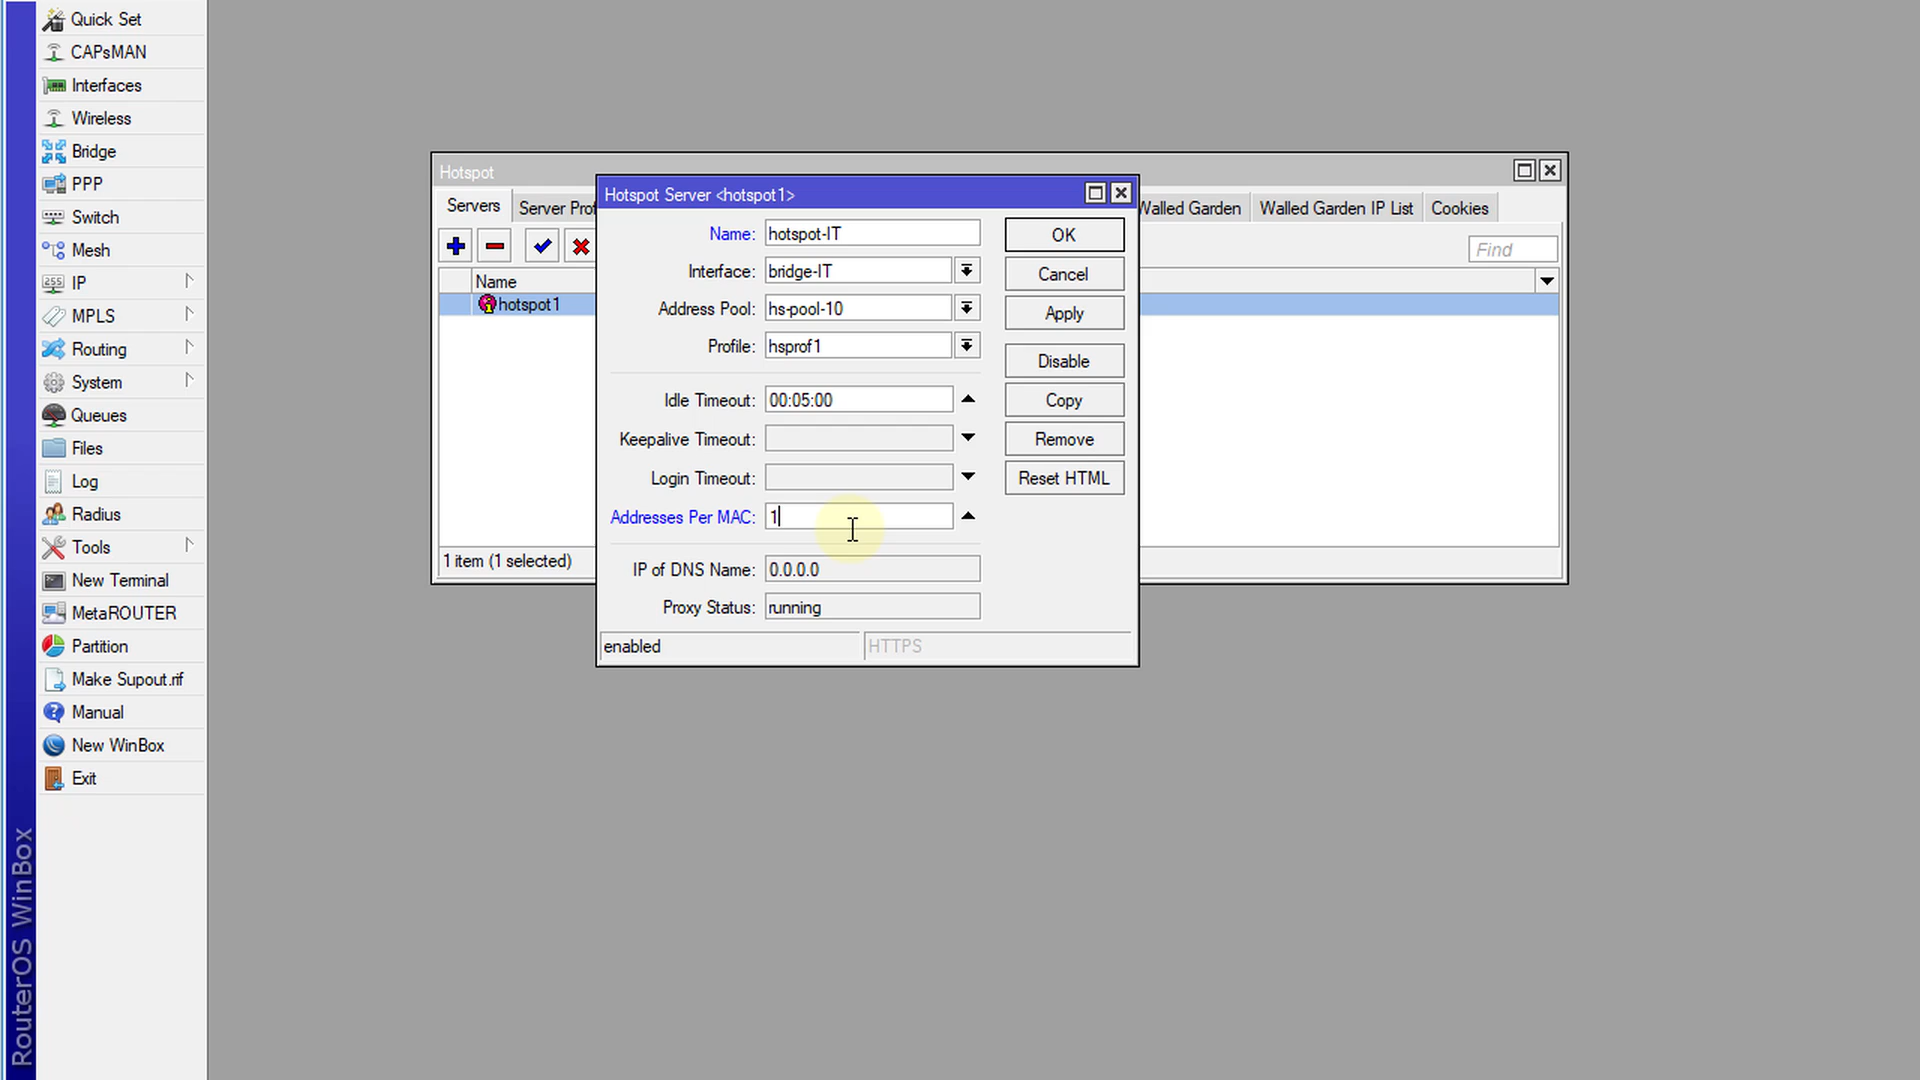 Quick Set
CAPsMAN
Interfaces
Wireless
Bridge
PPP
Switch
Mesh
255 IP
MPLS
Routing
System
Queues
Files
Log
Radius
Tools
New Terminal
MetaROUTER
Partition
Make Supout.rif
Manual
New WinBox
Exit
RouterOS WinBox
Hotspot
Servers
Server Prof
Walled Garden
Walled Garden IP List
Cookies
Find
Name
hotspot1
1 item (1 selected)
Hotspot Server <hotspot1>
Name: hotspot-IT
Interface: bridge-IT
Address Pool: hs-pool-10
Profile: hsprof1
Idle Timeout: 00:05:00
Keepalive Timeout:
Login Timeout:
Addresses Per MAC: 1
IP of DNS Name: 0.0.0.0
Proxy Status: running
enabled
HTTPS
OK
Cancel
Apply
Disable
Copy
Remove
Reset HTML